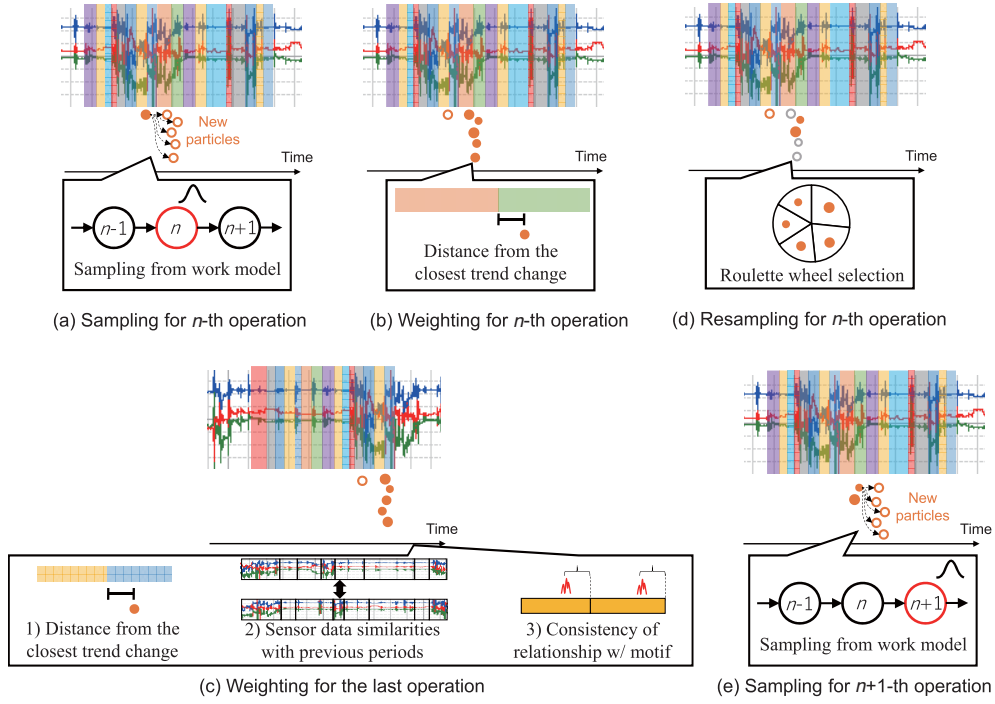 New
particles
Time
n-1
n
n+1
Sampling from work model
(a) Sampling for n-th operation
Time
Distance from the
closest trend change
(b) Weighting for n-th operation
Time
Roulette wheel selection
(d) Resampling for n-th operation
Time
1) Distance from the
closest trend change
2) Sensor data similarities
with previous periods
3) Consistency of
relationship w/ motif
(c) Weighting for the last operation
New
particles
Time
n-1
n
n+1
Sampling from work model
(e) Sampling for n+1-th operation